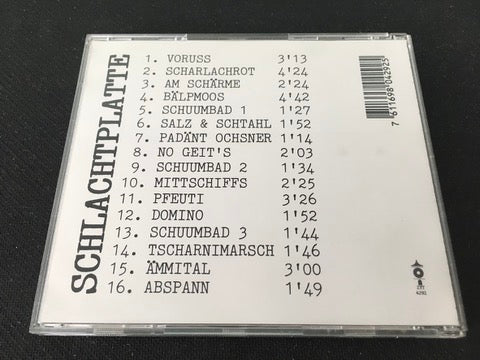 SCHLACHTPLATTE
1. VORUSS 3'13
2. SCHARLACHROT 4'24
3. AM SCHÄRME 2'24
4. BÄLPMOOS 4'42
5. SCHUUMBAD 1 1'27
6. SALZ & SCHTAHL 1'52
7. PADÄNT OCHSNER 1'14
8. NO GEIT'S 2'03
9. SCHUUMBAD 2 1'34
10. MITTSCHIFFS 2'25
11. PFEUTI 3'26
12. DOMINO 1'52
13. SCHUUMBAD 3 1'44
14. TSCHARNIMARSCH 1'46
15. ÄMMITAL 3'00
16. ABSPANN 1'49
7 611698 042925